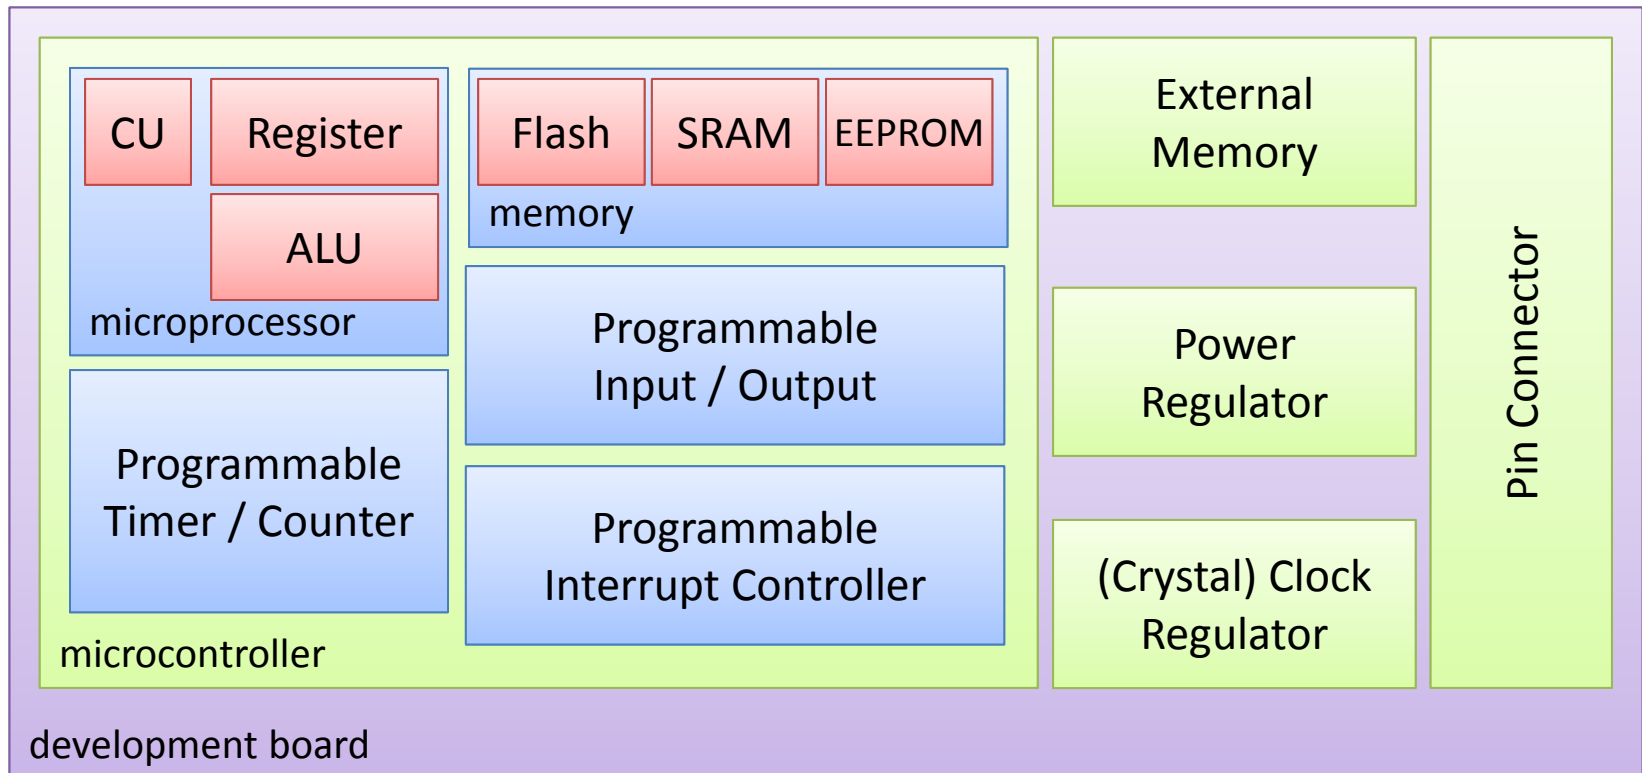 CU
Register
ALU
microprocessor
Flash
SRAM
EEPROM
memory
Programmable
Input / Output
Programmable
Timer / Counter
Programmable
Interrupt Controller
microcontroller
External
Memory
Power
Regulator
(Crystal) Clock
Regulator
Pin Connector
development board